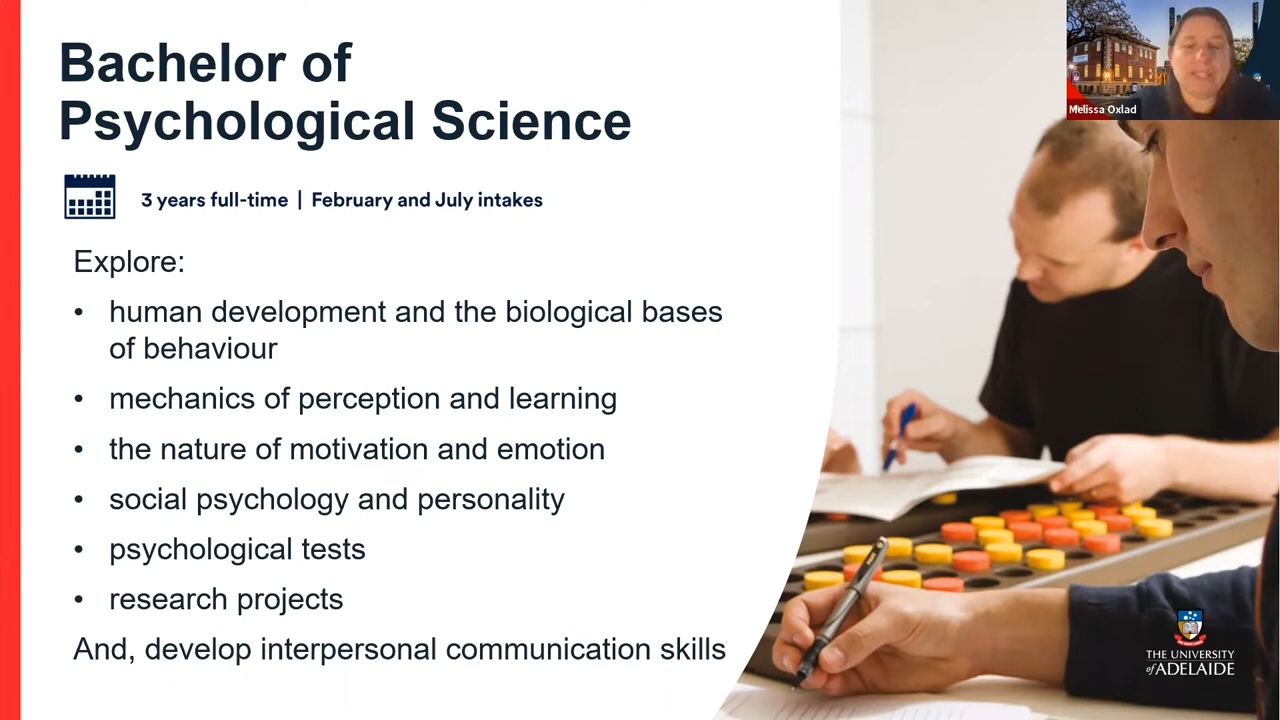 Bachelor of
Psychological Science
3 years full-time | February and July intakes
Explore:
• human development and the biological bases
of behaviour
• mechanics of perception and learning
• the nature of motivation and emotion
• social psychology and personality
• psychological tests
• research projects
And, develop interpersonal communication skills
Melissa Oxlad
THE UNIVERSITY
of ADELAIDE